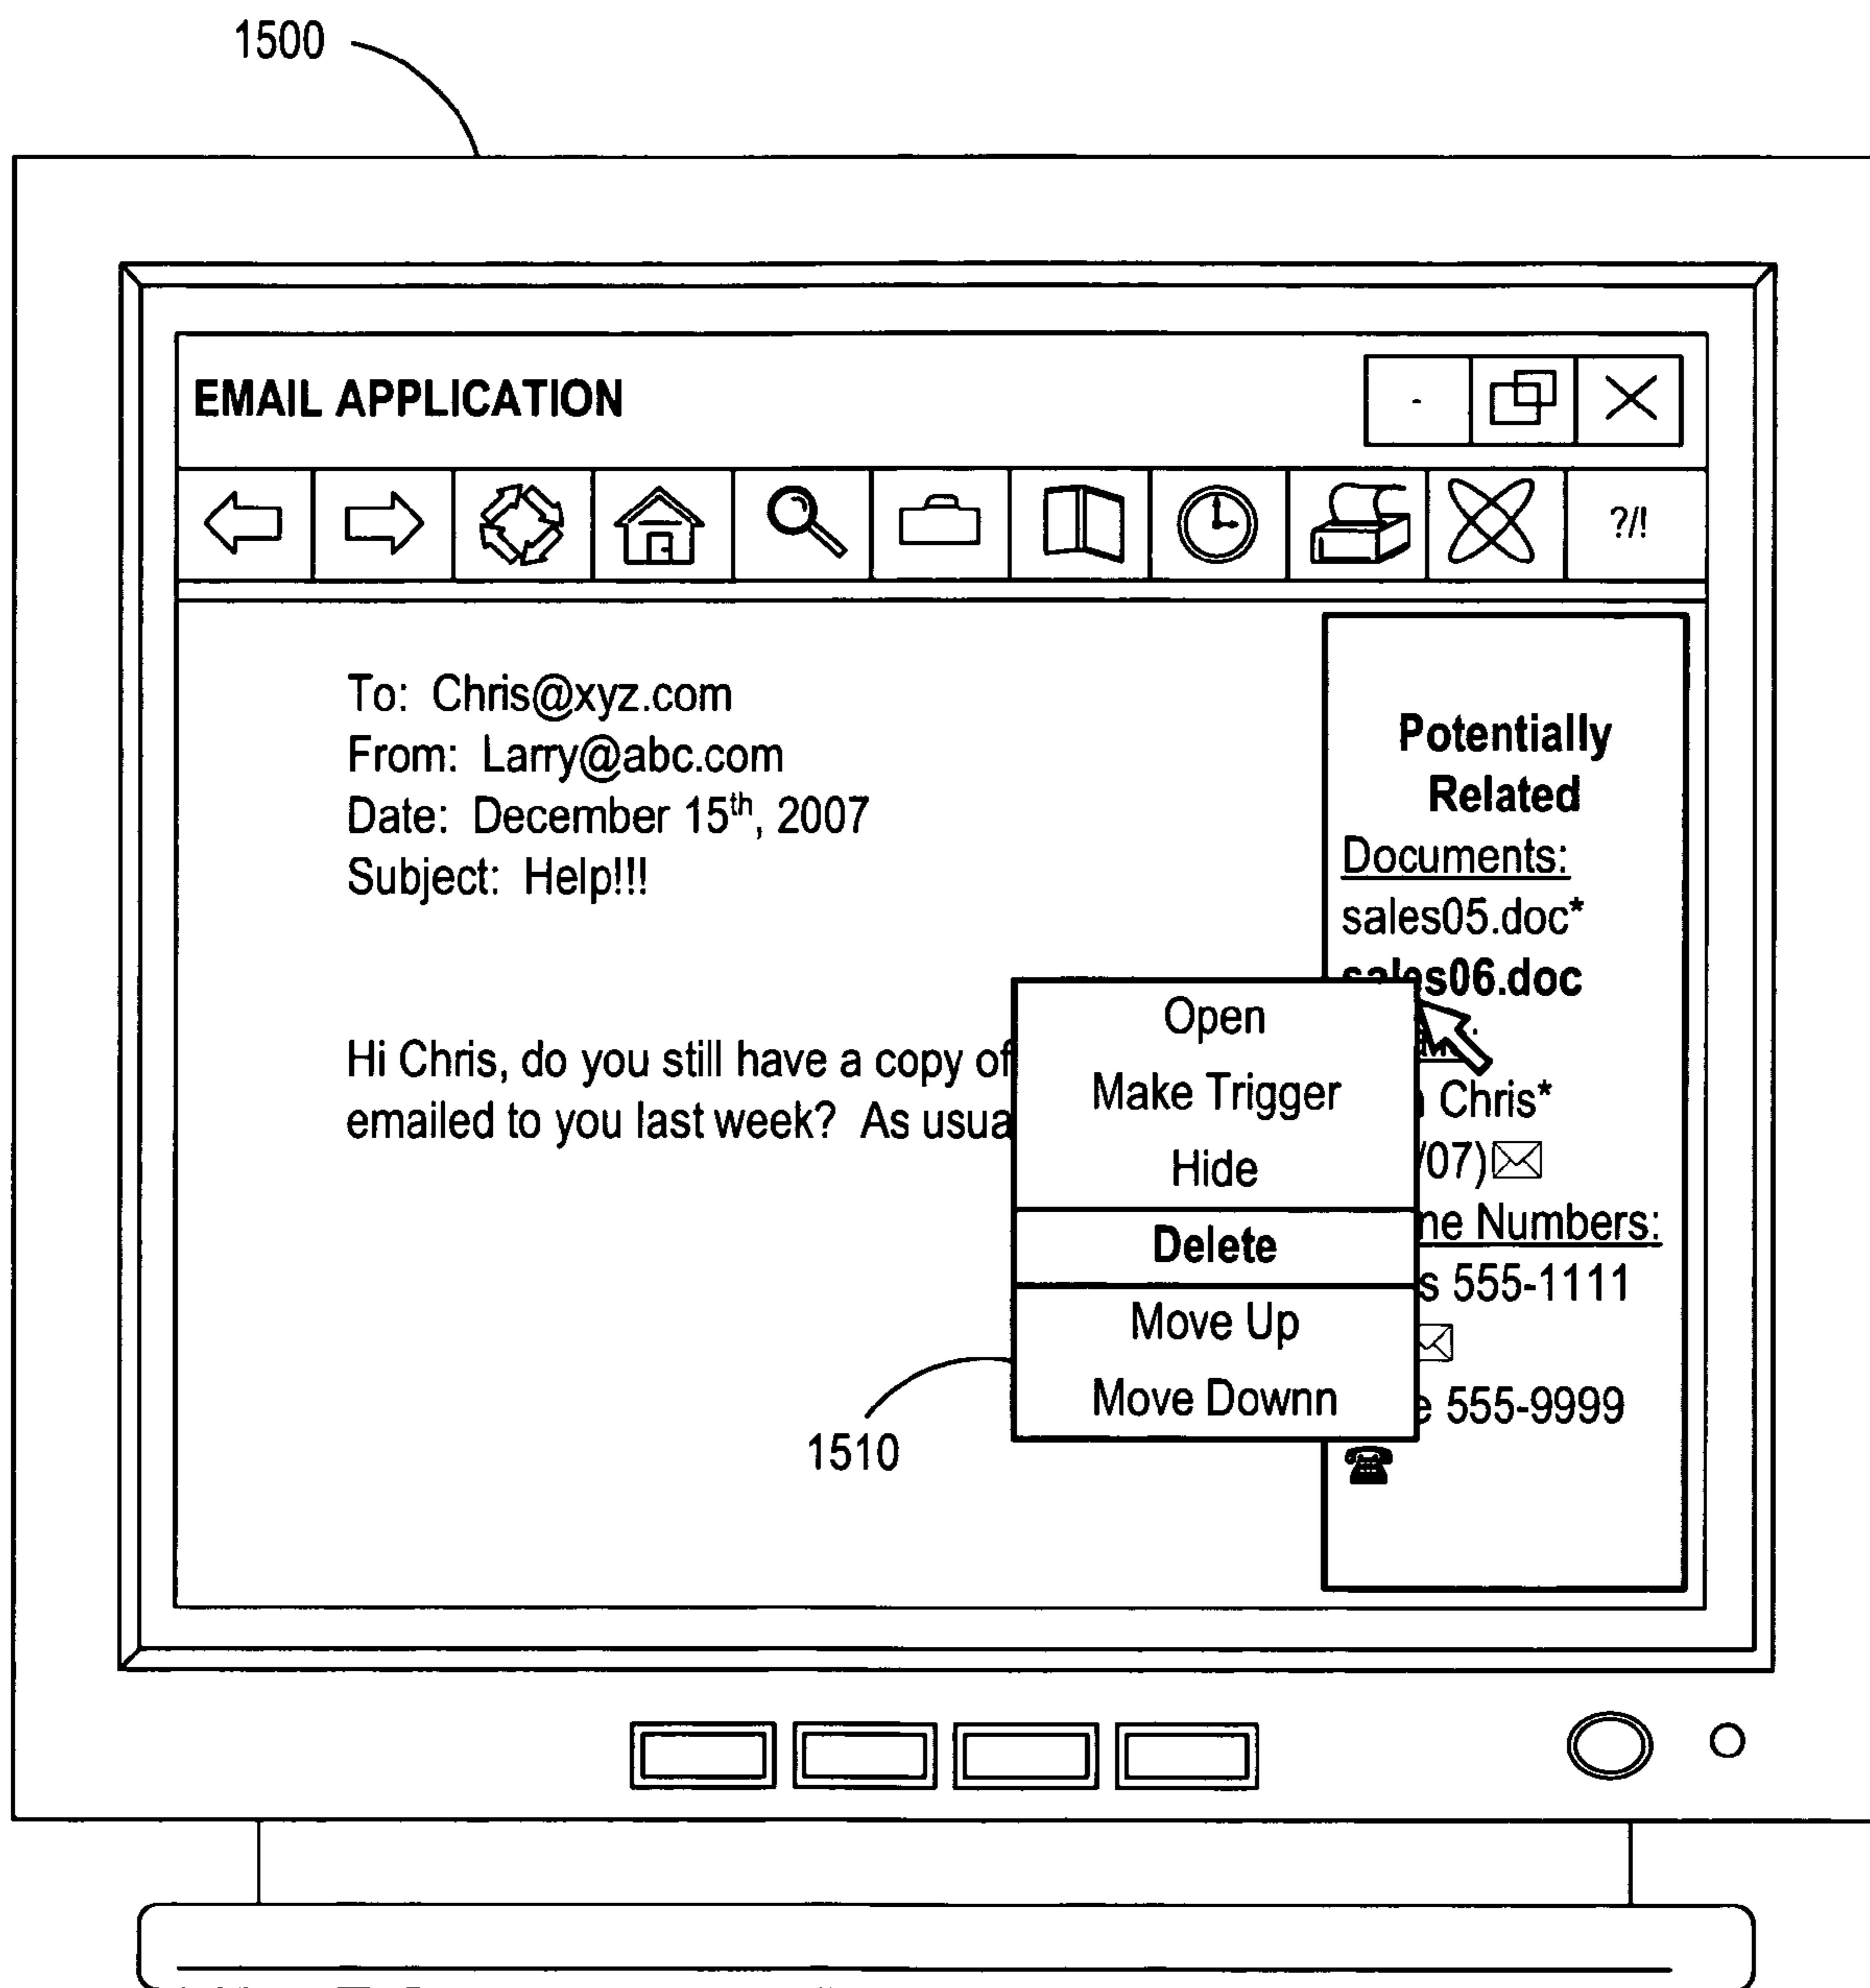 1500
EMAIL APPLICATION
?/!
To: Chris@xyz.com
From: Larry@abc.com
Date: December 15th, 2007
Subject: Help!!!
Hi Chris, do you still have a copy of
emailed to you last week? As usua
Potentially
Related
Documents:
sales05.doc*
sales06.doc
Chris*
/07)
ne Numbers:
s 555-1111
e 555-9999
Open
Make Trigger
Hide
Delete
Move Up
Move Downn
1510